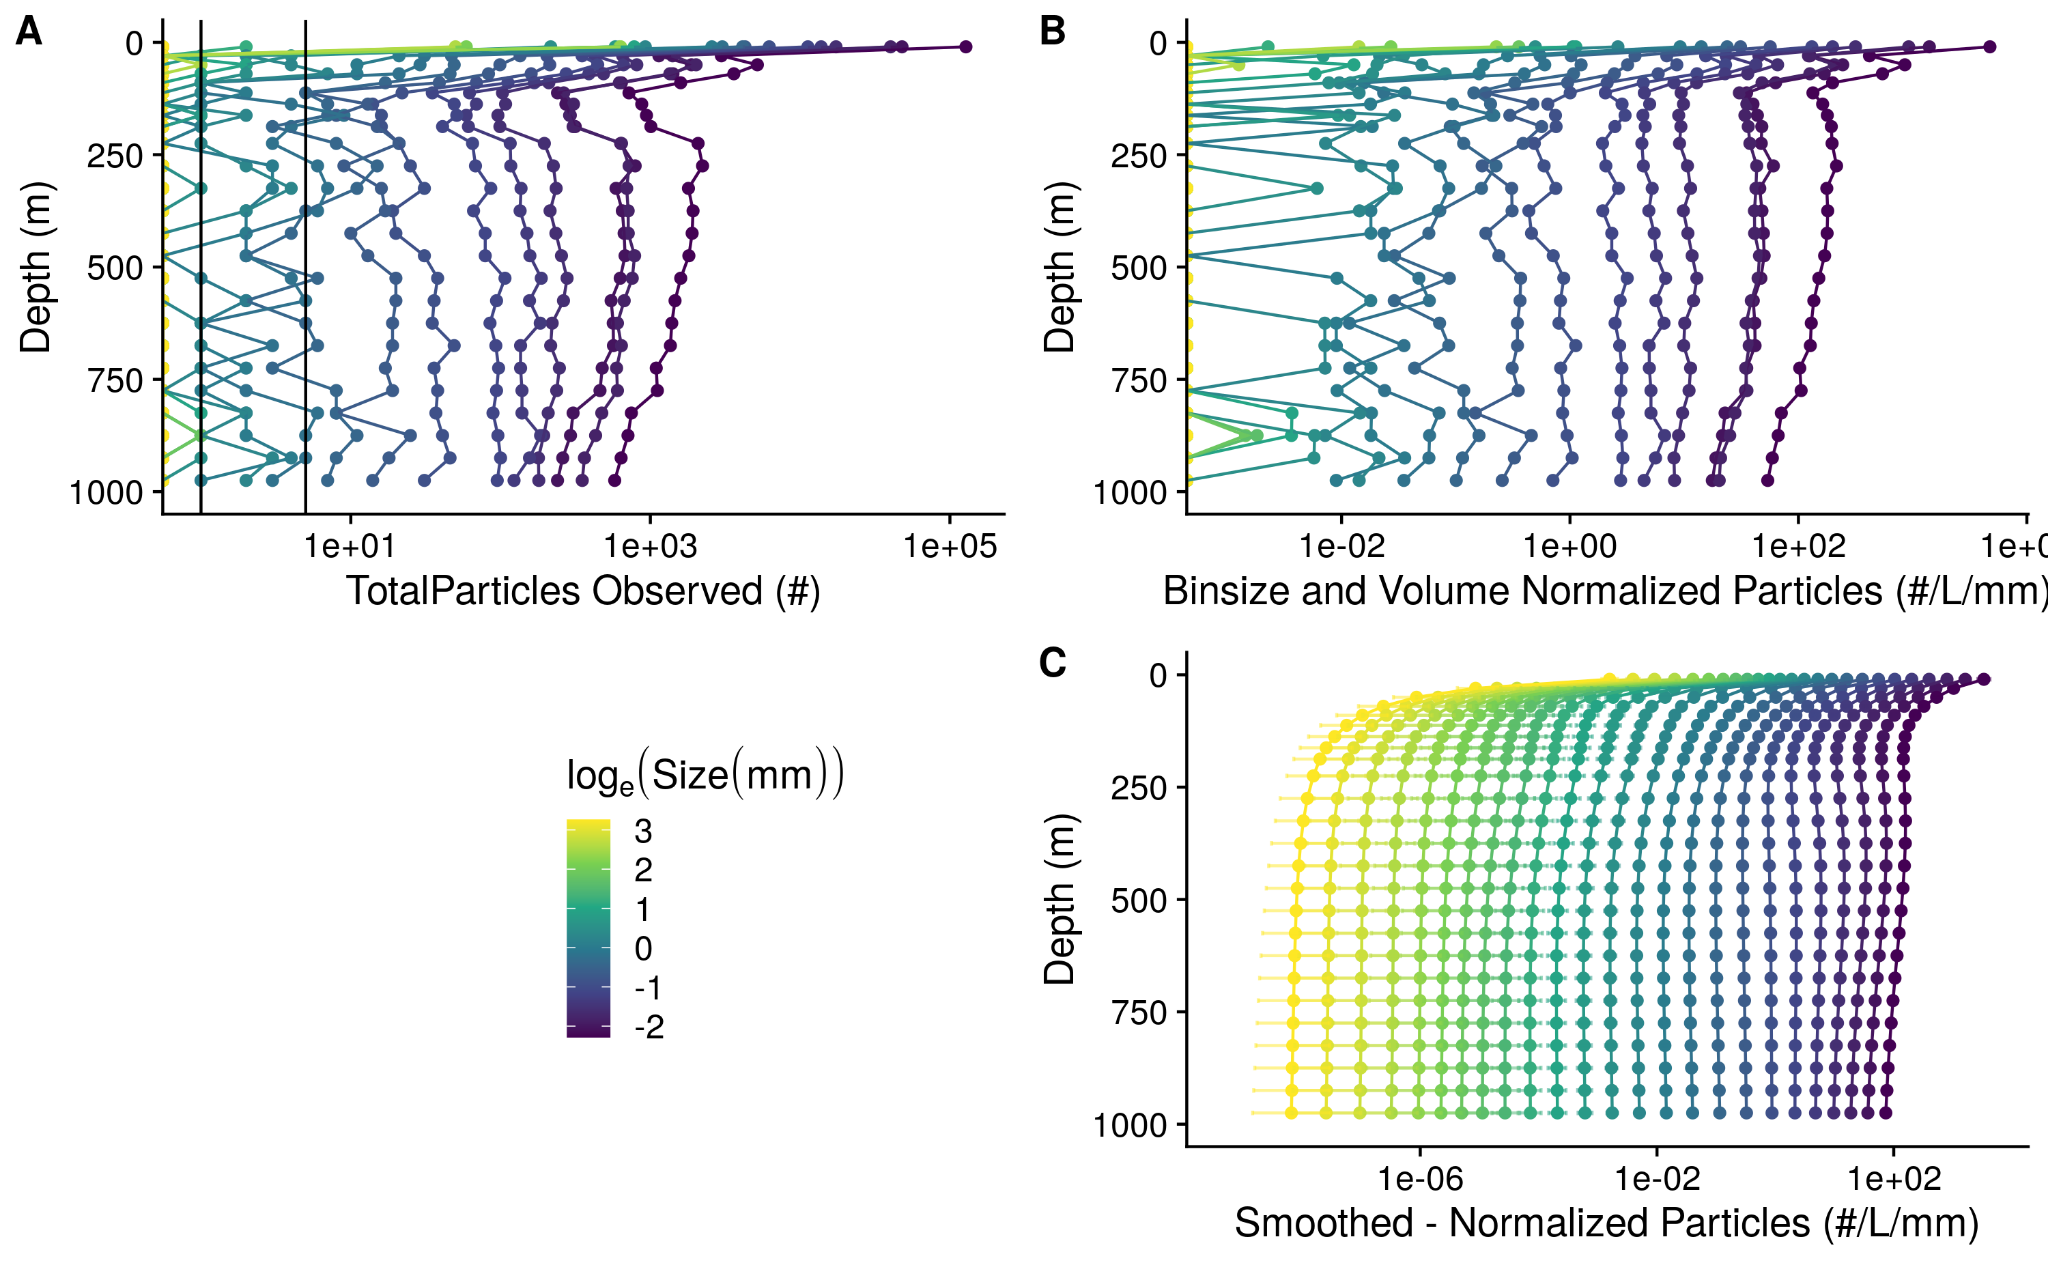 A
0
250
500
750
1000
Depth (m)
1e+01
1e+03
1e+05
TotalParticles Observed (#)
B
0
250
500
750
1000
Depth (m)
1e-02
1e+00
1e+02
1e+0
Binsize and Volume Normalized Particles (#/L/mm)
logₑ(Size(mm))
3
2
1
0
-1
-2
C
0
250
500
750
1000
Depth (m)
1e-06
1e-02
1e+02
Smoothed - Normalized Particles (#/L/mm)